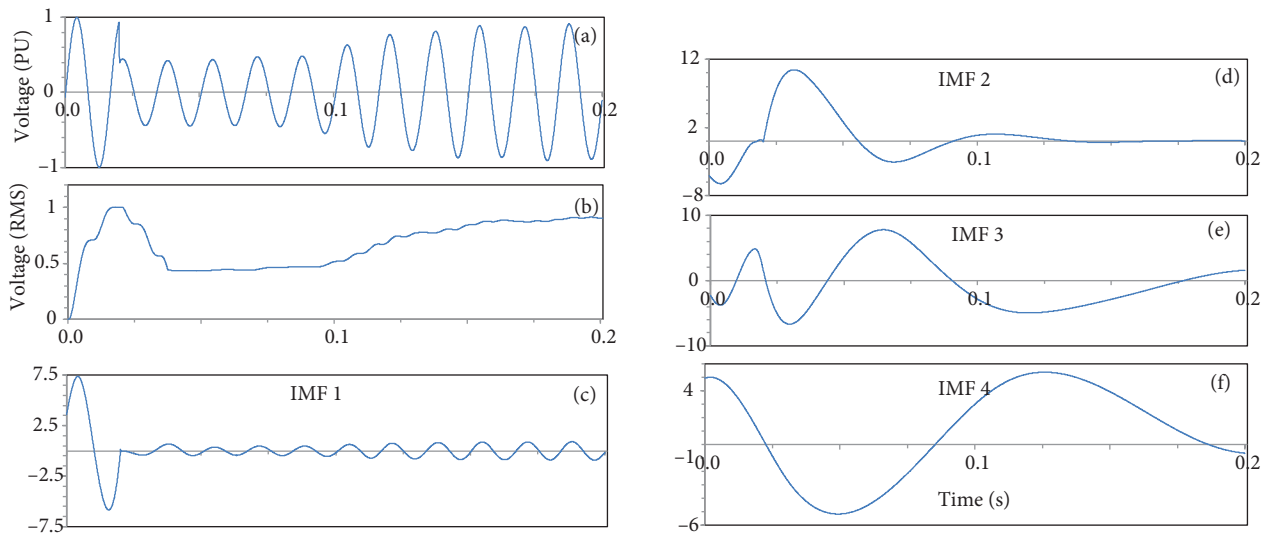 Voltage (PU)
1
0
−1
0.0
0.1
0.2
(a)
Voltage (RMS)
1
0.5
0
0.0
0.1
0.2
(b)
7.5
2.5
−2.5
−7.5
IMF 1
(c)
12
2
−8
0.0
0.1
0.2
IMF 2
(d)
10
0
−10
0.0
0.1
0.2
IMF 3
(e)
4
−1
−6
0.0
0.1
0.2
IMF 4
(f)
Time (s)